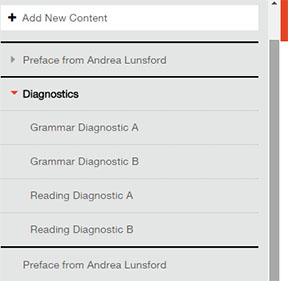 Add New Content
Preface from Andrea Lunsford
Diagnostics
Grammar Diagnostic A
Grammar Diagnostic B
Reading Diagnostic A
Reading Diagnostic B
Preface from Andrea Lunsford